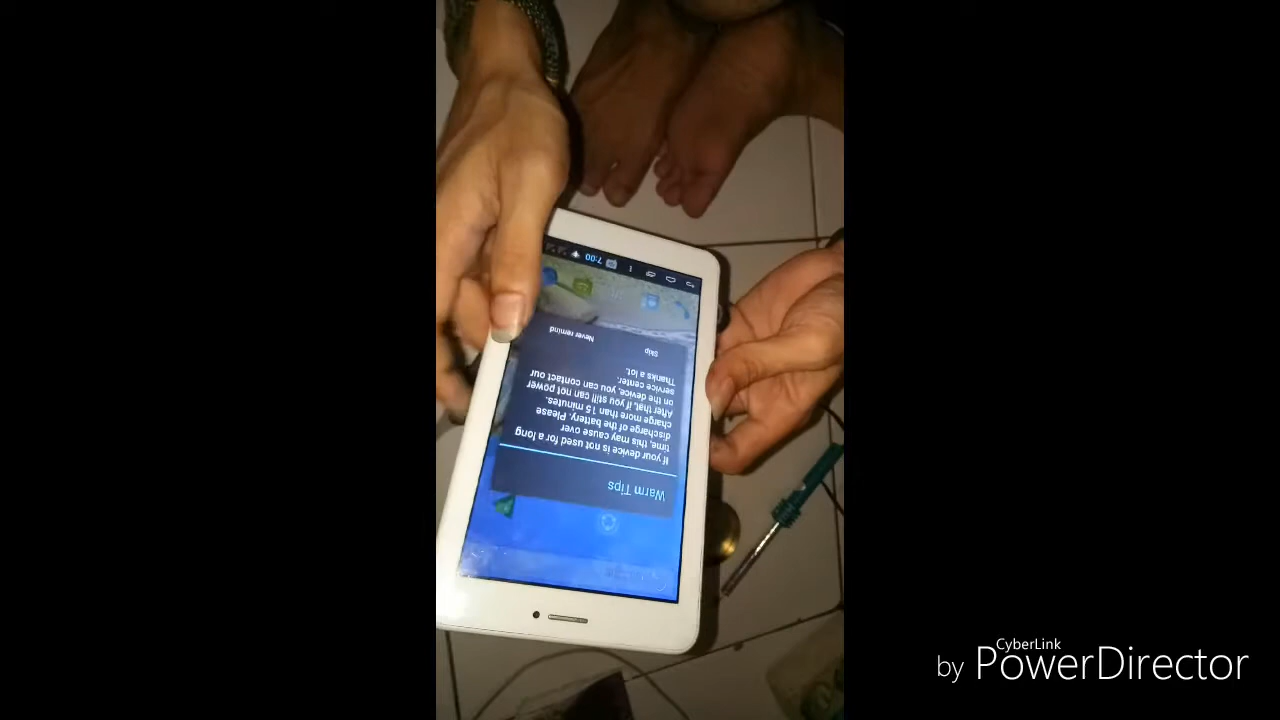 Warm Tips
If your device is not used for a long
time, this may cause over
discharge of the battery. Please
charge more than 15 minutes.
After that, if you still can not power
on the device, you can contact our
service center.
Thanks a lot.
Skip
Never remind
7:00
CyberLink
by PowerDirector